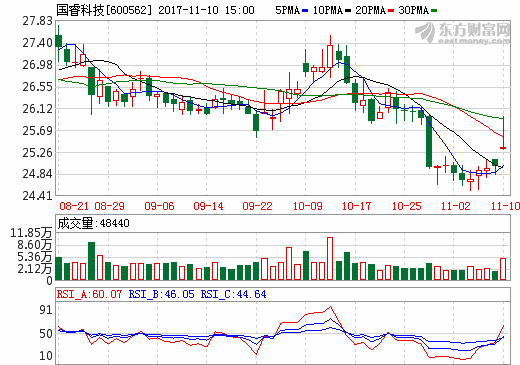 国睿科技[600562] 2017-11-10 15:00 5PMA 10PMA 20PMA 30PMA
东方财富网
eastmoney.com
27.83
27.40
26.98
26.55
26.12
25.69
25.26
24.84
24.41
08-21 08-29 09-06 09-14 09-22 10-09 10-17 10-25 11-02 11-10
成交量:48440
11.85万
8.60万
5.36万
2.12万
0
RSI_A:60.07 RSI_B:46.05 RSI_C:44.64
91
50
10